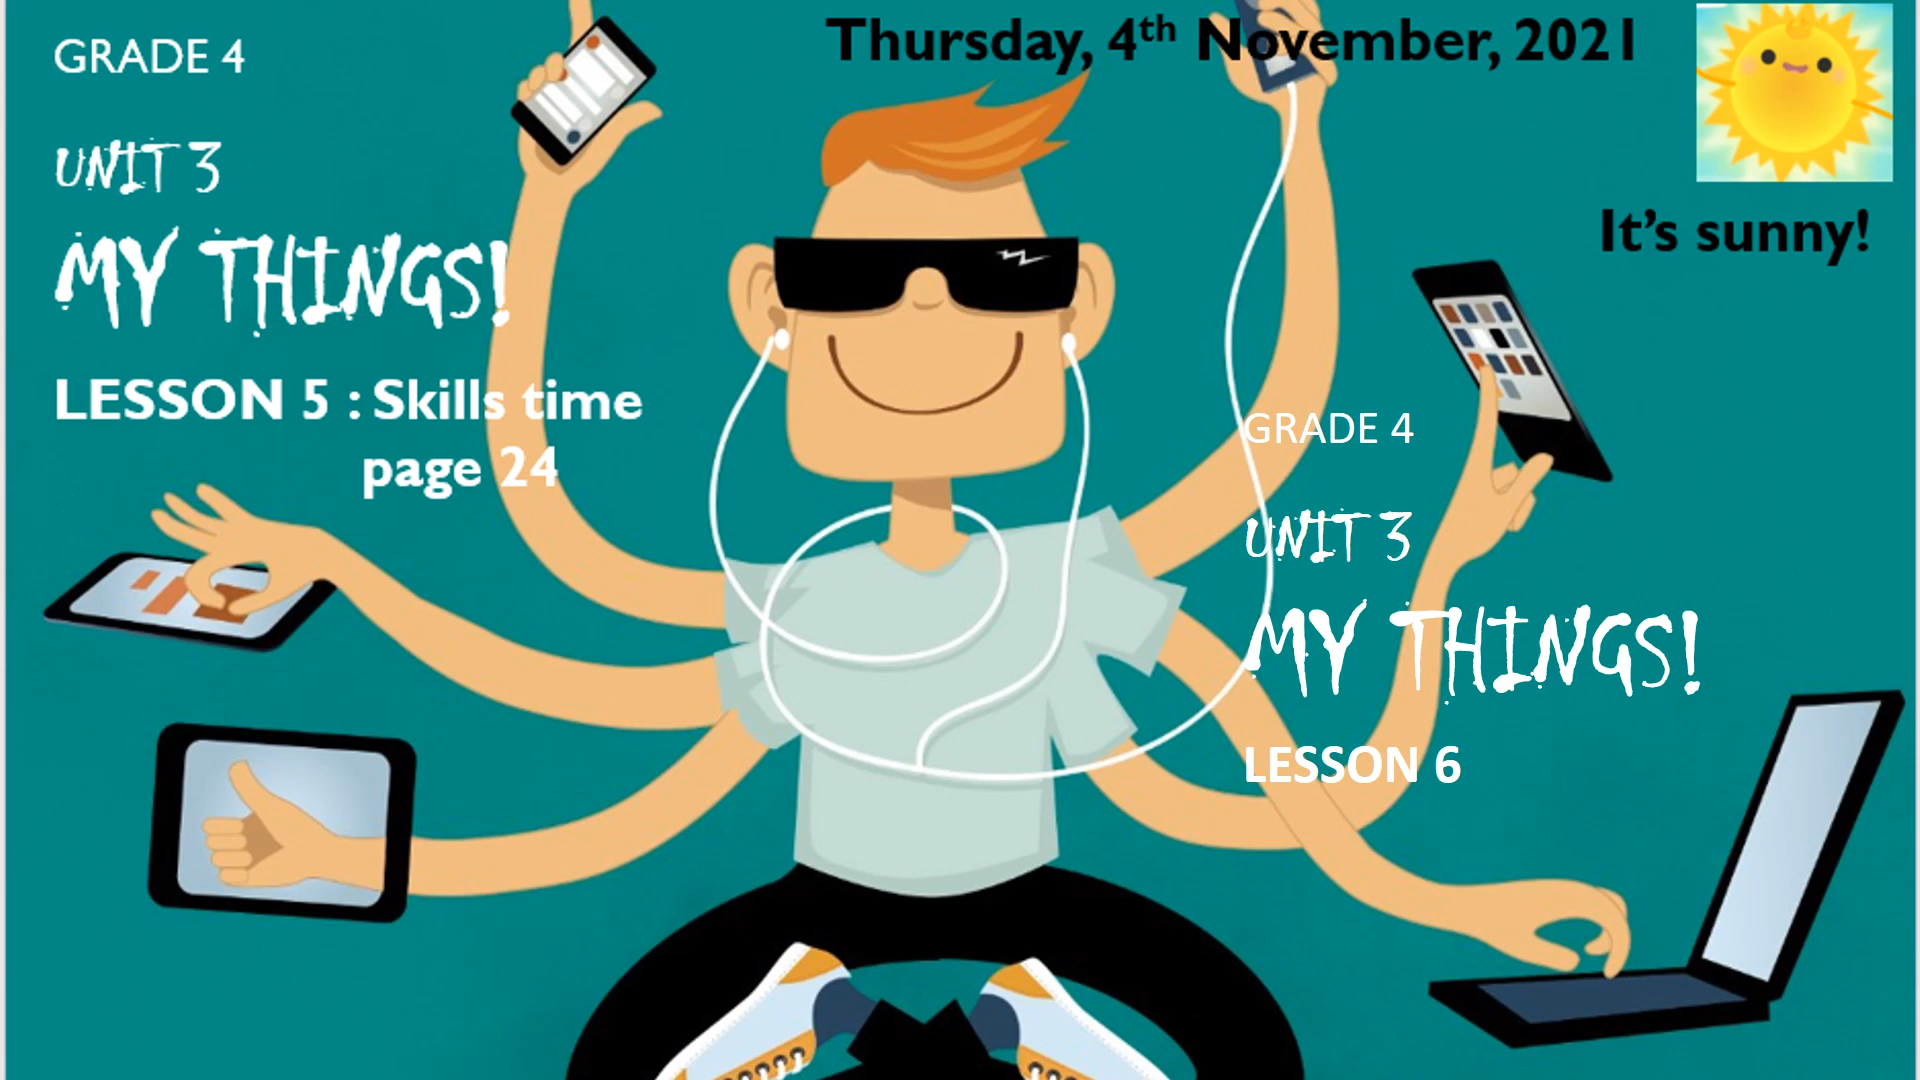 GRADE 4
UNIT 3
MY THINGS!
LESSON 5 : Skills time
page 24
Thursday, 4th November, 2021
It's sunny!
GRADE 4
UNIT 3
MY THINGS!
LESSON 6